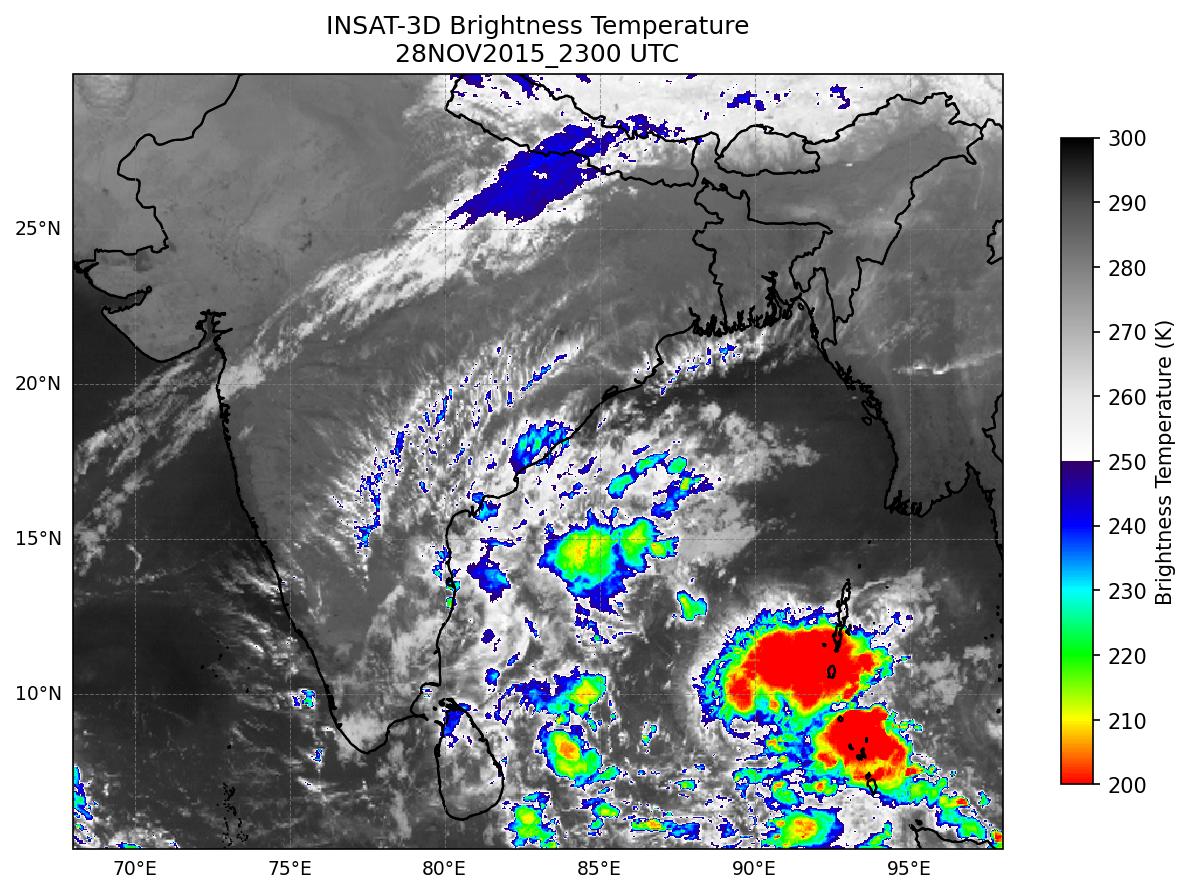 INSAT-3D Brightness Temperature
28NOV2015_2300 UTC
25°N
20°N
15°N
10°N
70°E
75°E
80°E
85°E
90°E
95°E
300
290
280
270
260
250
240
230
220
210
200
Brightness Temperature (K)